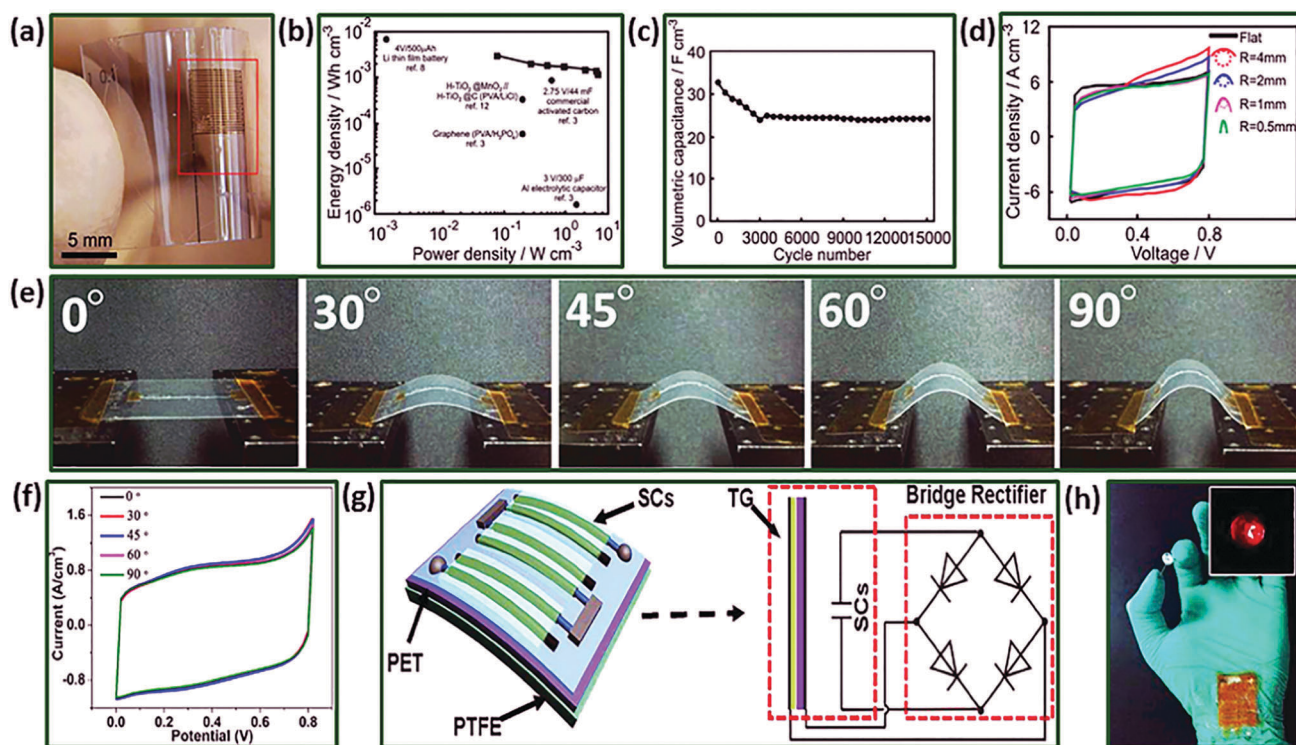 (a)
5 mm
(b)
Energy density / Wh cm⁻³
10⁻²
10⁻³
10⁻⁴
10⁻⁵
10⁻⁶
4V/500μAh
Li thin film battery
ref. 8
H-TiO₂ @MnO₂ //
H-TiO₂ @C (PVA/LiCl)
ref. 12
2.75 V/44 mF
commercial
activated carbon
ref. 3
Graphene (PVA/H₃PO₄)
ref. 3
3 V/300 μF
Al electrolytic capacitor
ref. 3
10⁻³ 10⁻² 10⁻¹ 10⁰ 10¹
Power density / W cm⁻³
(c)
Volumetric capacitance / F cm⁻³
60
50
40
30
20
10
0
0 3000 6000 9000 12000 15000
Cycle number
(d)
Current density / A cm⁻³
12
6
0
-6
Flat
R=4mm
R=2mm
R=1mm
R=0.5mm
0.0 0.4 0.8
Voltage / V
(e)
0° 30° 45° 60° 90°
(f)
Currrent (A/cm³)
1.6
0.8
0.0
-0.8
0 °
30 °
45 °
60 °
90 °
0.0 0.2 0.4 0.6 0.8
Potential (V)
(g)
SCs
PET
PTFE
TG
SCs
Bridge Rectifier
(h)